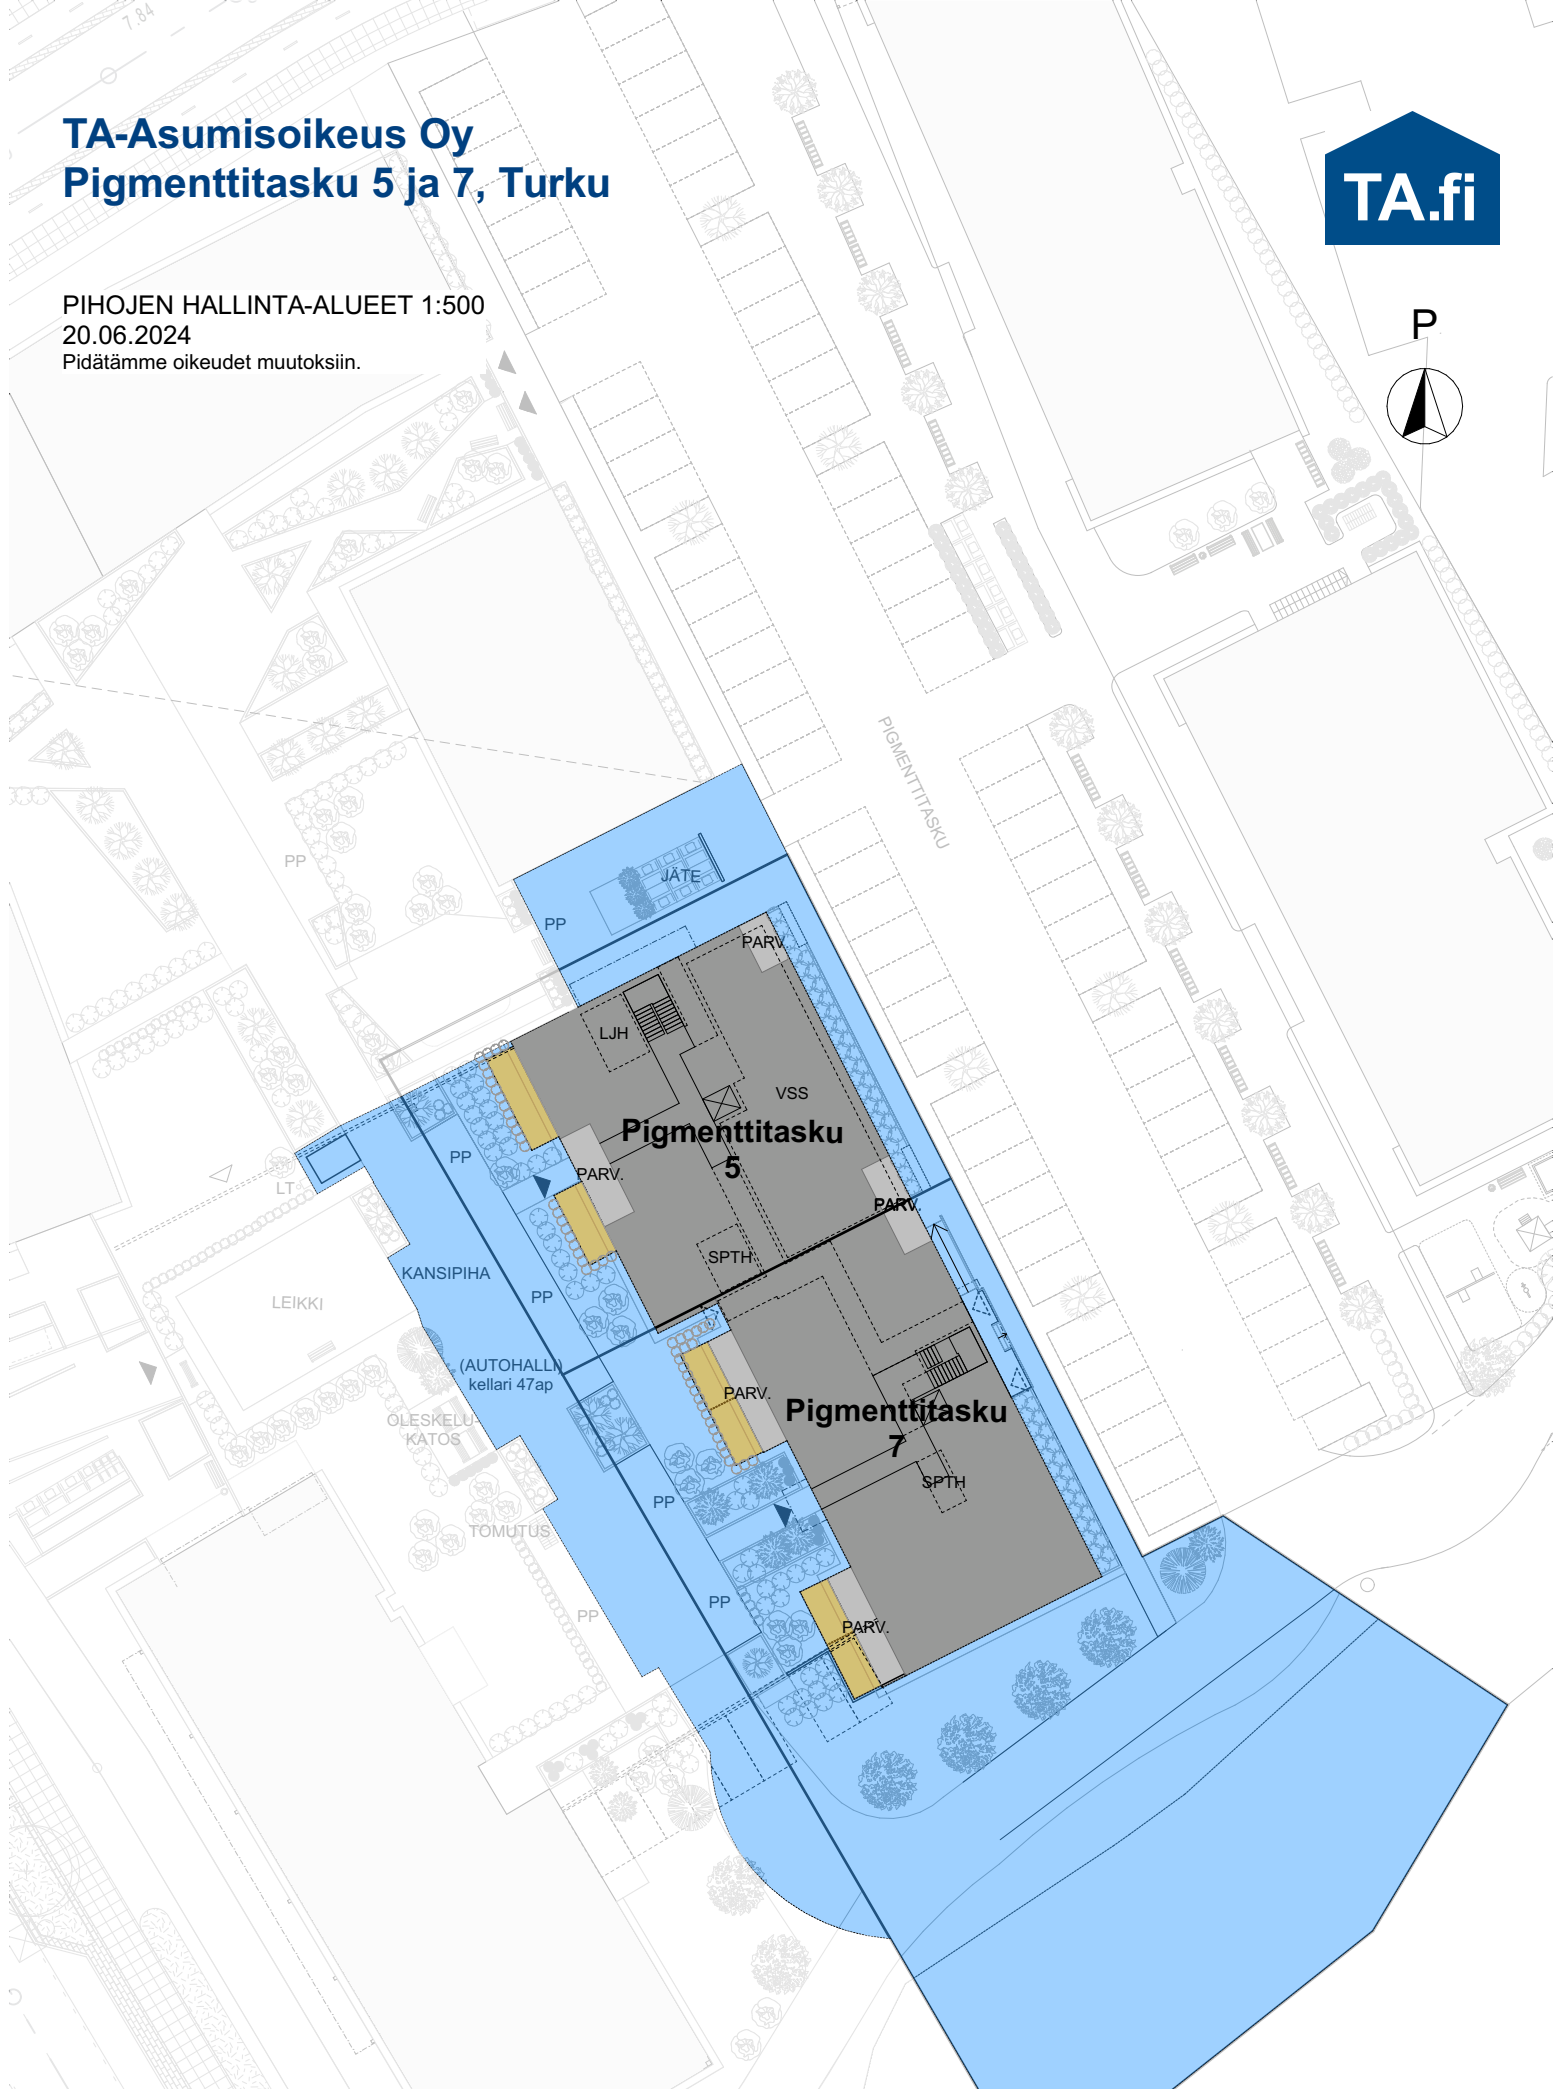 7.84
TA-Asumisoikeus Oy
Pigmenttitasku 5 ja 7, Turku
TA.fi
PIHOJEN HALLINTA-ALUEET 1:500
20.06.2024
Pidätämme oikeudet muutoksiin.
P
PIGMENTTITASKU
PP
JÄTE
PP
PARV.
LJH
VSS
Pigmenttitasku
5
PP
PARV.
LT
PARV.
SPTH
KANSIPIHA
PP
LEIKKI
(AUTOHALLI)
kellari 47ap
PARV.
OLESKELU-
KATOS
Pigmenttitasku
7
SPTH
PP
TOMUTUS
PP
PP
PARV.